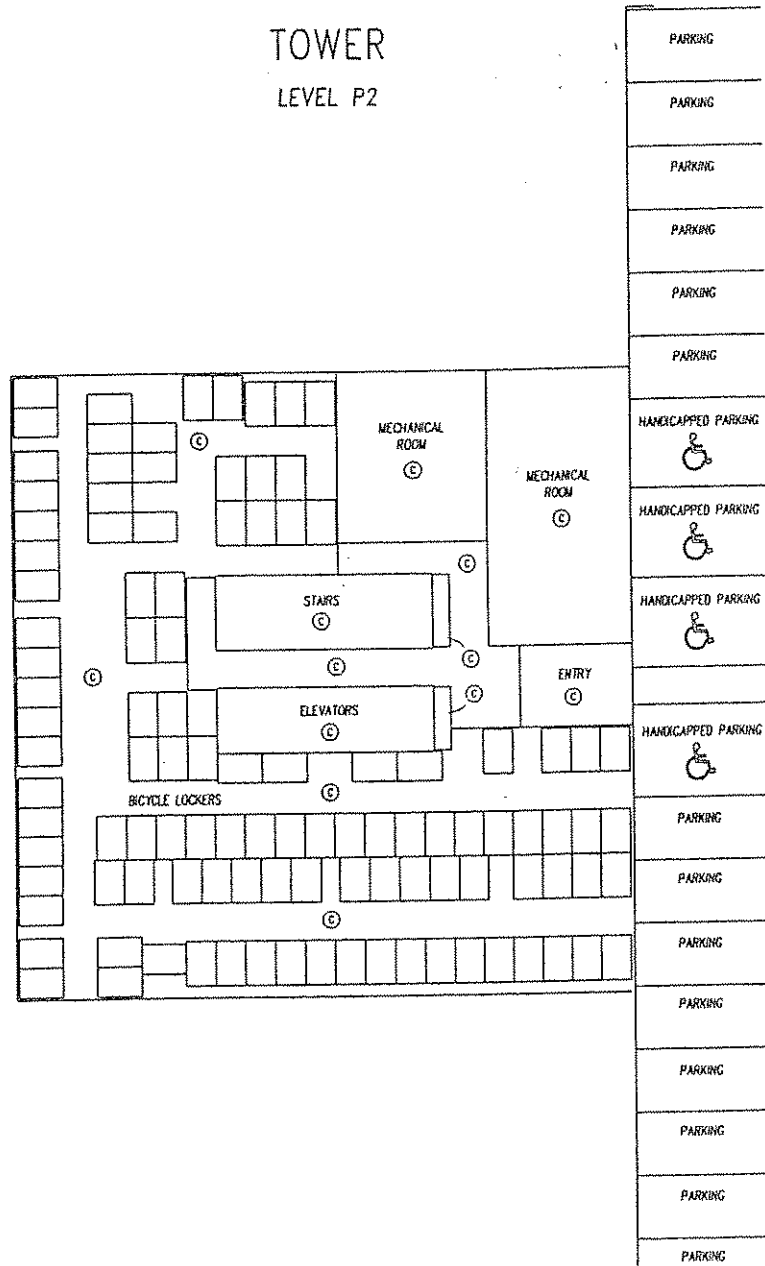 TOWER
LEVEL P2
PARKING
PARKING
PARKING
PARKING
PARKING
PARKING
HANDICAPPED PARKING
HANDICAPPED PARKING
HANDICAPPED PARKING
HANDICAPPED PARKING
PARKING
PARKING
PARKING
PARKING
PARKING
PARKING
PARKING
PARKING
C
MECHANICAL
ROOM
C
MECHANICAL
ROOM
C
C
STAIRS
C
C
C
C
ENTRY
C
C
ELEVATORS
C
C
BICYCLE LOCKERS
C